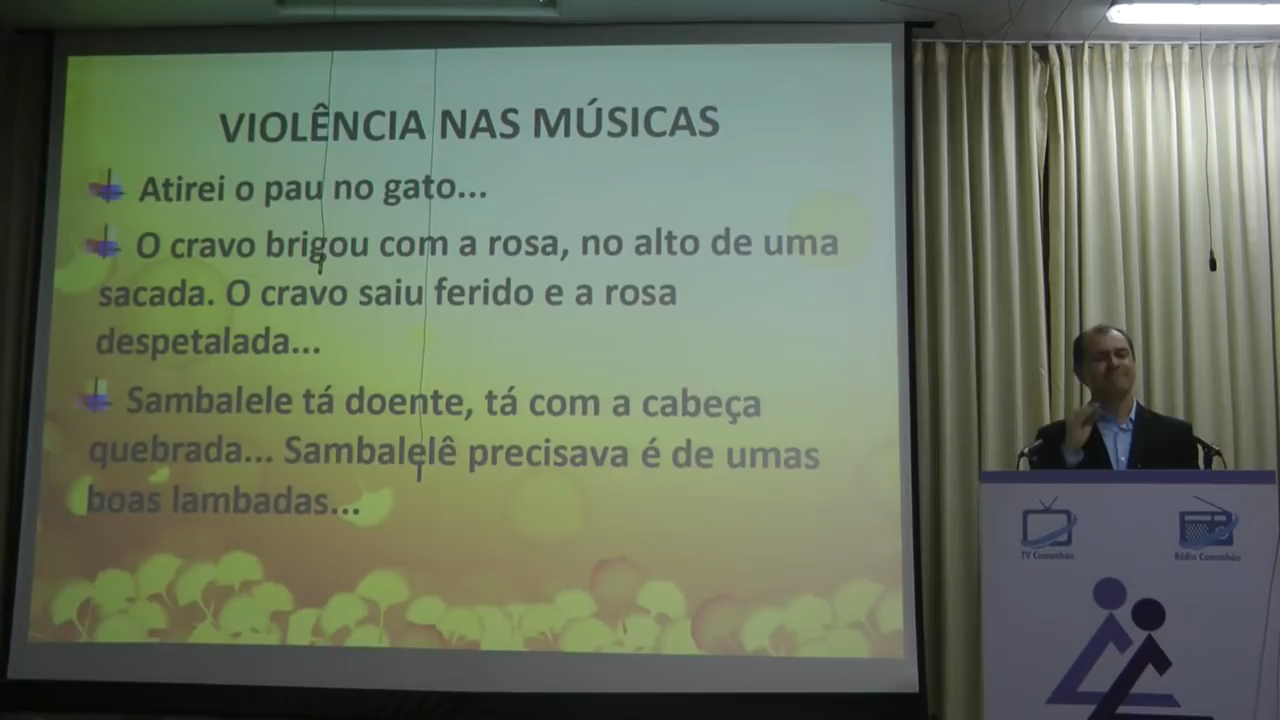 VIOLÊNCIA NAS MÚSICAS
Atirei o pau no gato...
O cravo brigou com a rosa, no alto de uma
sacada. O cravo saiu ferido e a rosa
despetalada...
Sambalele tá doente, tá com a cabeça
quebrada... Sambalelê precisava é de umas
boas lambadas...
TV Comunhão
Rádio Comunhão